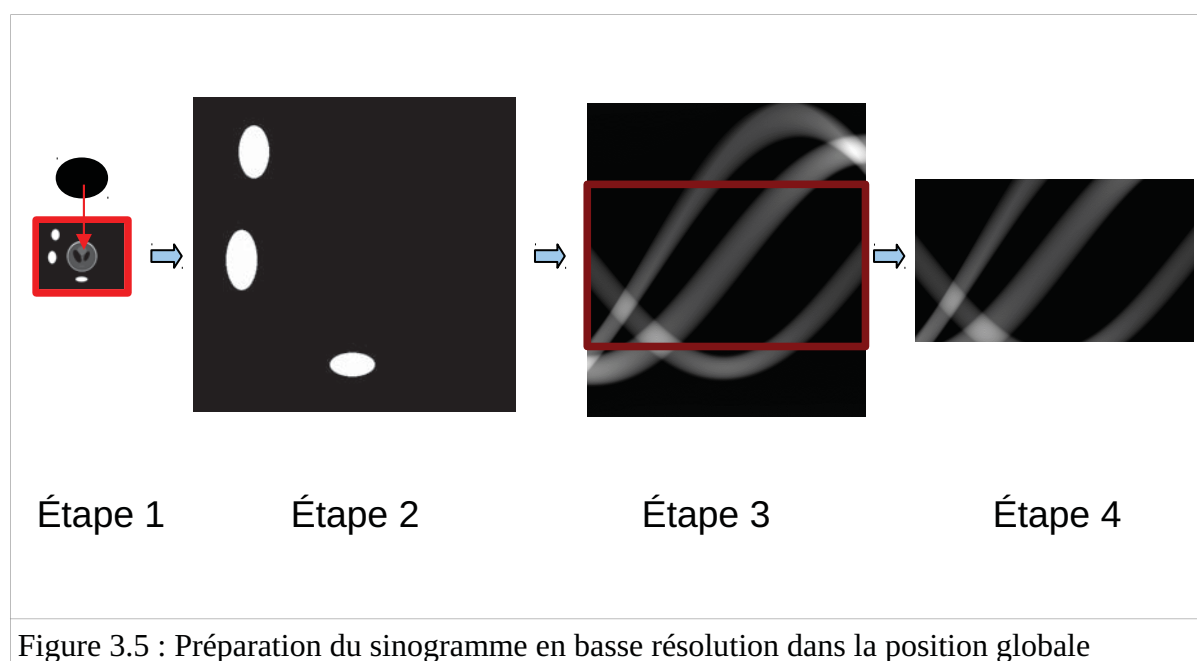 Étape 1
Étape 2
Étape 3
Étape 4
Figure 3.5 : Préparation du sinogramme en basse résolution dans la position globale